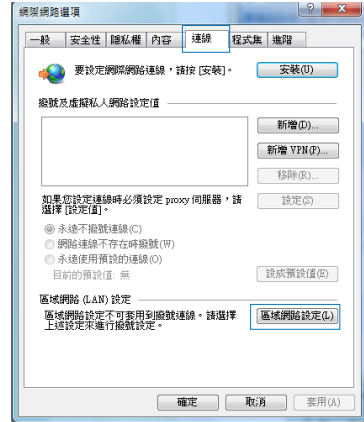 網際網路選項
一般 安全性 隱私權 內容 連線 程式集 進階
要設定網際網路連線，請按 [安裝]。 安裝(U)
撥號及虛擬私人網路設定值
新增(D)...
新增 VPN(P)...
移除(R)...
如果您設定連線時必須設定 proxy 伺服器，請 設定(S)
選擇 [設定值]。
永遠不撥號連線(C)
網路連線不存在時撥號(W)
永遠使用預設的連線(O)
目前的預設值: 無 設成預設值(E)
區域網路 (LAN) 設定
區域網路設定不可套用到撥號連線。請選擇 區域網路設定(L)
上述設定來進行撥號設定。
確定 取消 套用(A)